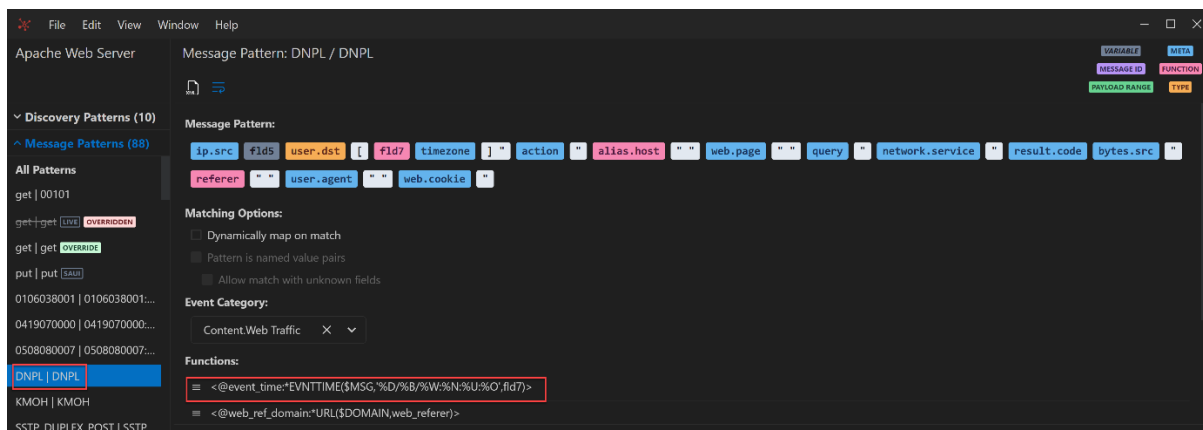 File Edit View Window Help
Apache Web Server
Message Pattern: DNPL / DNPL
VARIABLE META
MESSAGE ID FUNCTION
PAYLOAD RANGE TYPE
XML
Discovery Patterns (10)
Message Patterns (88)
All Patterns
get | 00101
get | get LIVE OVERRIDDEN
get | get OVERRIDE
put | put SAUI
0106038001 | 0106038001:...
0419070000 | 0419070000:...
0508080007 | 0508080007:...
DNPL | DNPL
KMOH | KMOH
SSTP_DUPLEX_POST | SSTP
Message Pattern:
ip.src fld5 user.dst [ fld7 timezone ] " action " alias.host " " web.page " " query " network.service " result.code bytes.src "
referer " " user.agent " " web.cookie "
Matching Options:
Dynamically map on match
Pattern is named value pairs
Allow match with unknown fields
Event Category:
Content.Web Traffic
Functions:
<@event_time:*EVNTTIME($MSG,'%D/%B/%W:%N:%U:%O',fld7)>
<@web_ref_domain:*URL($DOMAIN,web_referer)>